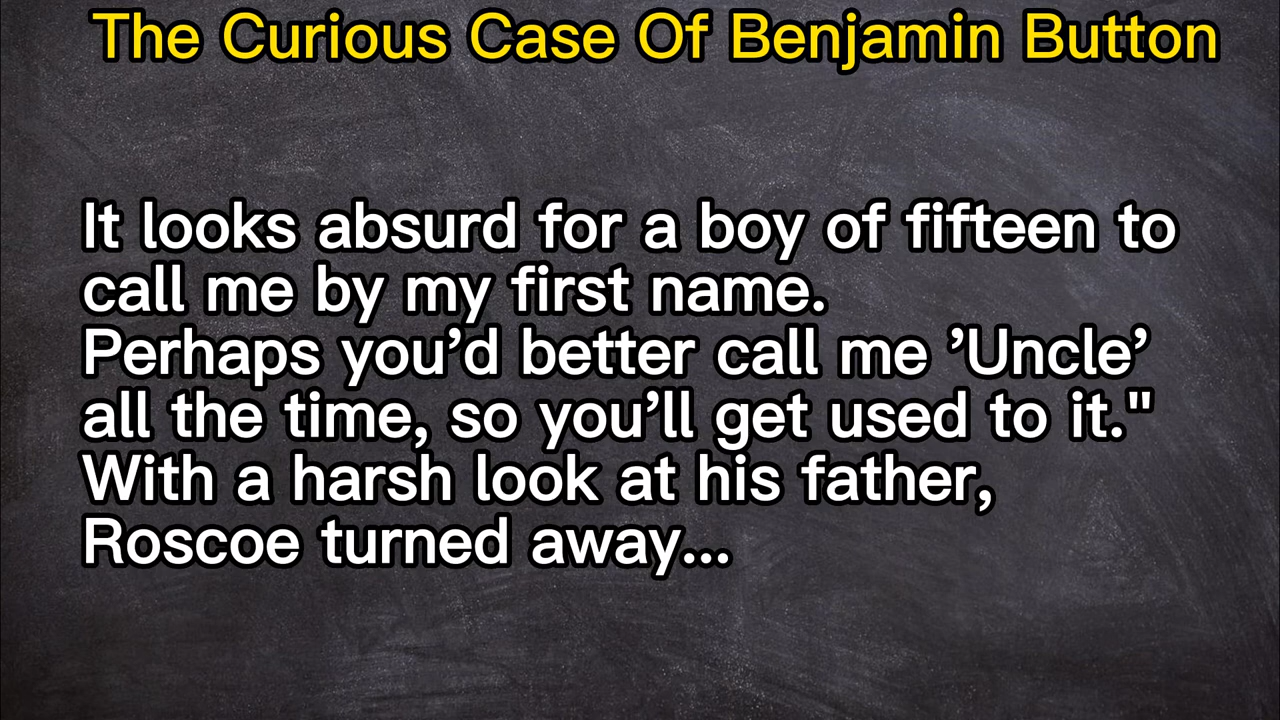 The Curious Case Of Benjamin Button
It looks absurd for a boy of fifteen to
call me by my first name.
Perhaps you’d better call me ’Uncle’
all the time, so you’ll get used to it."
With a harsh look at his father,
Roscoe turned away...